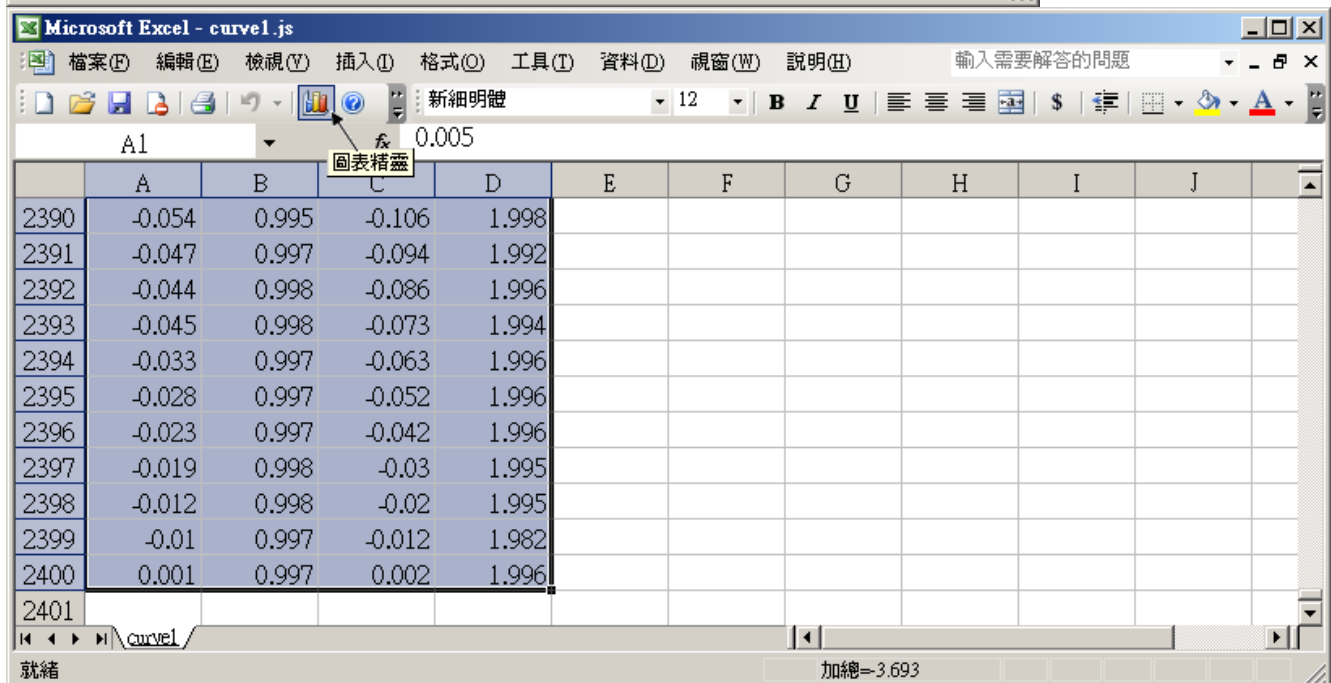 Microsoft Excel - curve1.js
檔案(F) 編輯(E) 檢視(V) 插入(I) 格式(O) 工具(T) 資料(D) 視窗(W) 說明(H) 輸入需要解答的問題
新細明體 12 B I U $ A
A1 fx 0.005
圖表精靈
A B C D E F G H I J
2390 -0.054 0.995 -0.106 1.998
2391 -0.047 0.997 -0.094 1.992
2392 -0.044 0.998 -0.086 1.996
2393 -0.045 0.998 -0.073 1.994
2394 -0.033 0.997 -0.063 1.996
2395 -0.028 0.997 -0.052 1.996
2396 -0.023 0.997 -0.042 1.996
2397 -0.019 0.998 -0.03 1.995
2398 -0.012 0.998 -0.02 1.995
2399 -0.01 0.997 -0.012 1.982
2400 0.001 0.997 0.002 1.996
2401
curve1
就緒 加總=-3.693